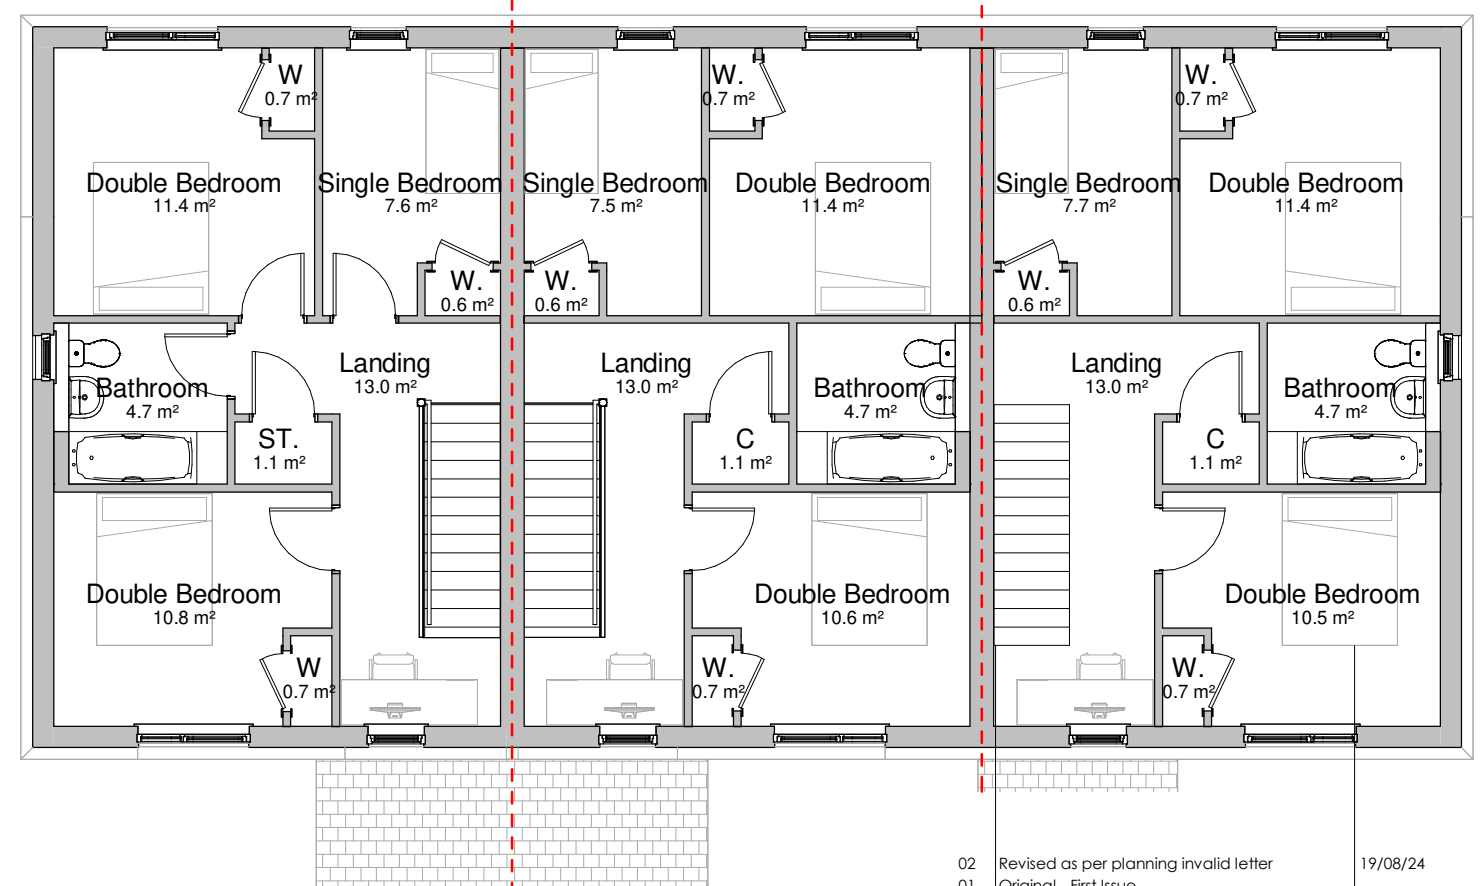 W
0.7 m²
W.
0.7 m²
W.
0.7 m²
Double Bedroom
11.4 m²
Single Bedroom
7.6 m²
Single Bedroom
7.5 m²
Double Bedroom
11.4 m²
Single Bedroom
7.7 m²
Double Bedroom
11.4 m²
W.
0.6 m²
W.
0.6 m²
W.
0.6 m²
Landing
13.0 m²
Landing
13.0 m²
Landing
13.0 m²
Bathroom
4.7 m²
Bathroom
4.7 m²
Bathroom
4.7 m²
ST.
1.1 m²
C
1.1 m²
C
1.1 m²
Double Bedroom
10.8 m²
Double Bedroom
10.6 m²
Double Bedroom
10.5 m²
W
0.7 m²
W.
0.7 m²
W.
0.7 m²
02 Revised as per planning invalid letter 19/08/24
01 Original - First Issue